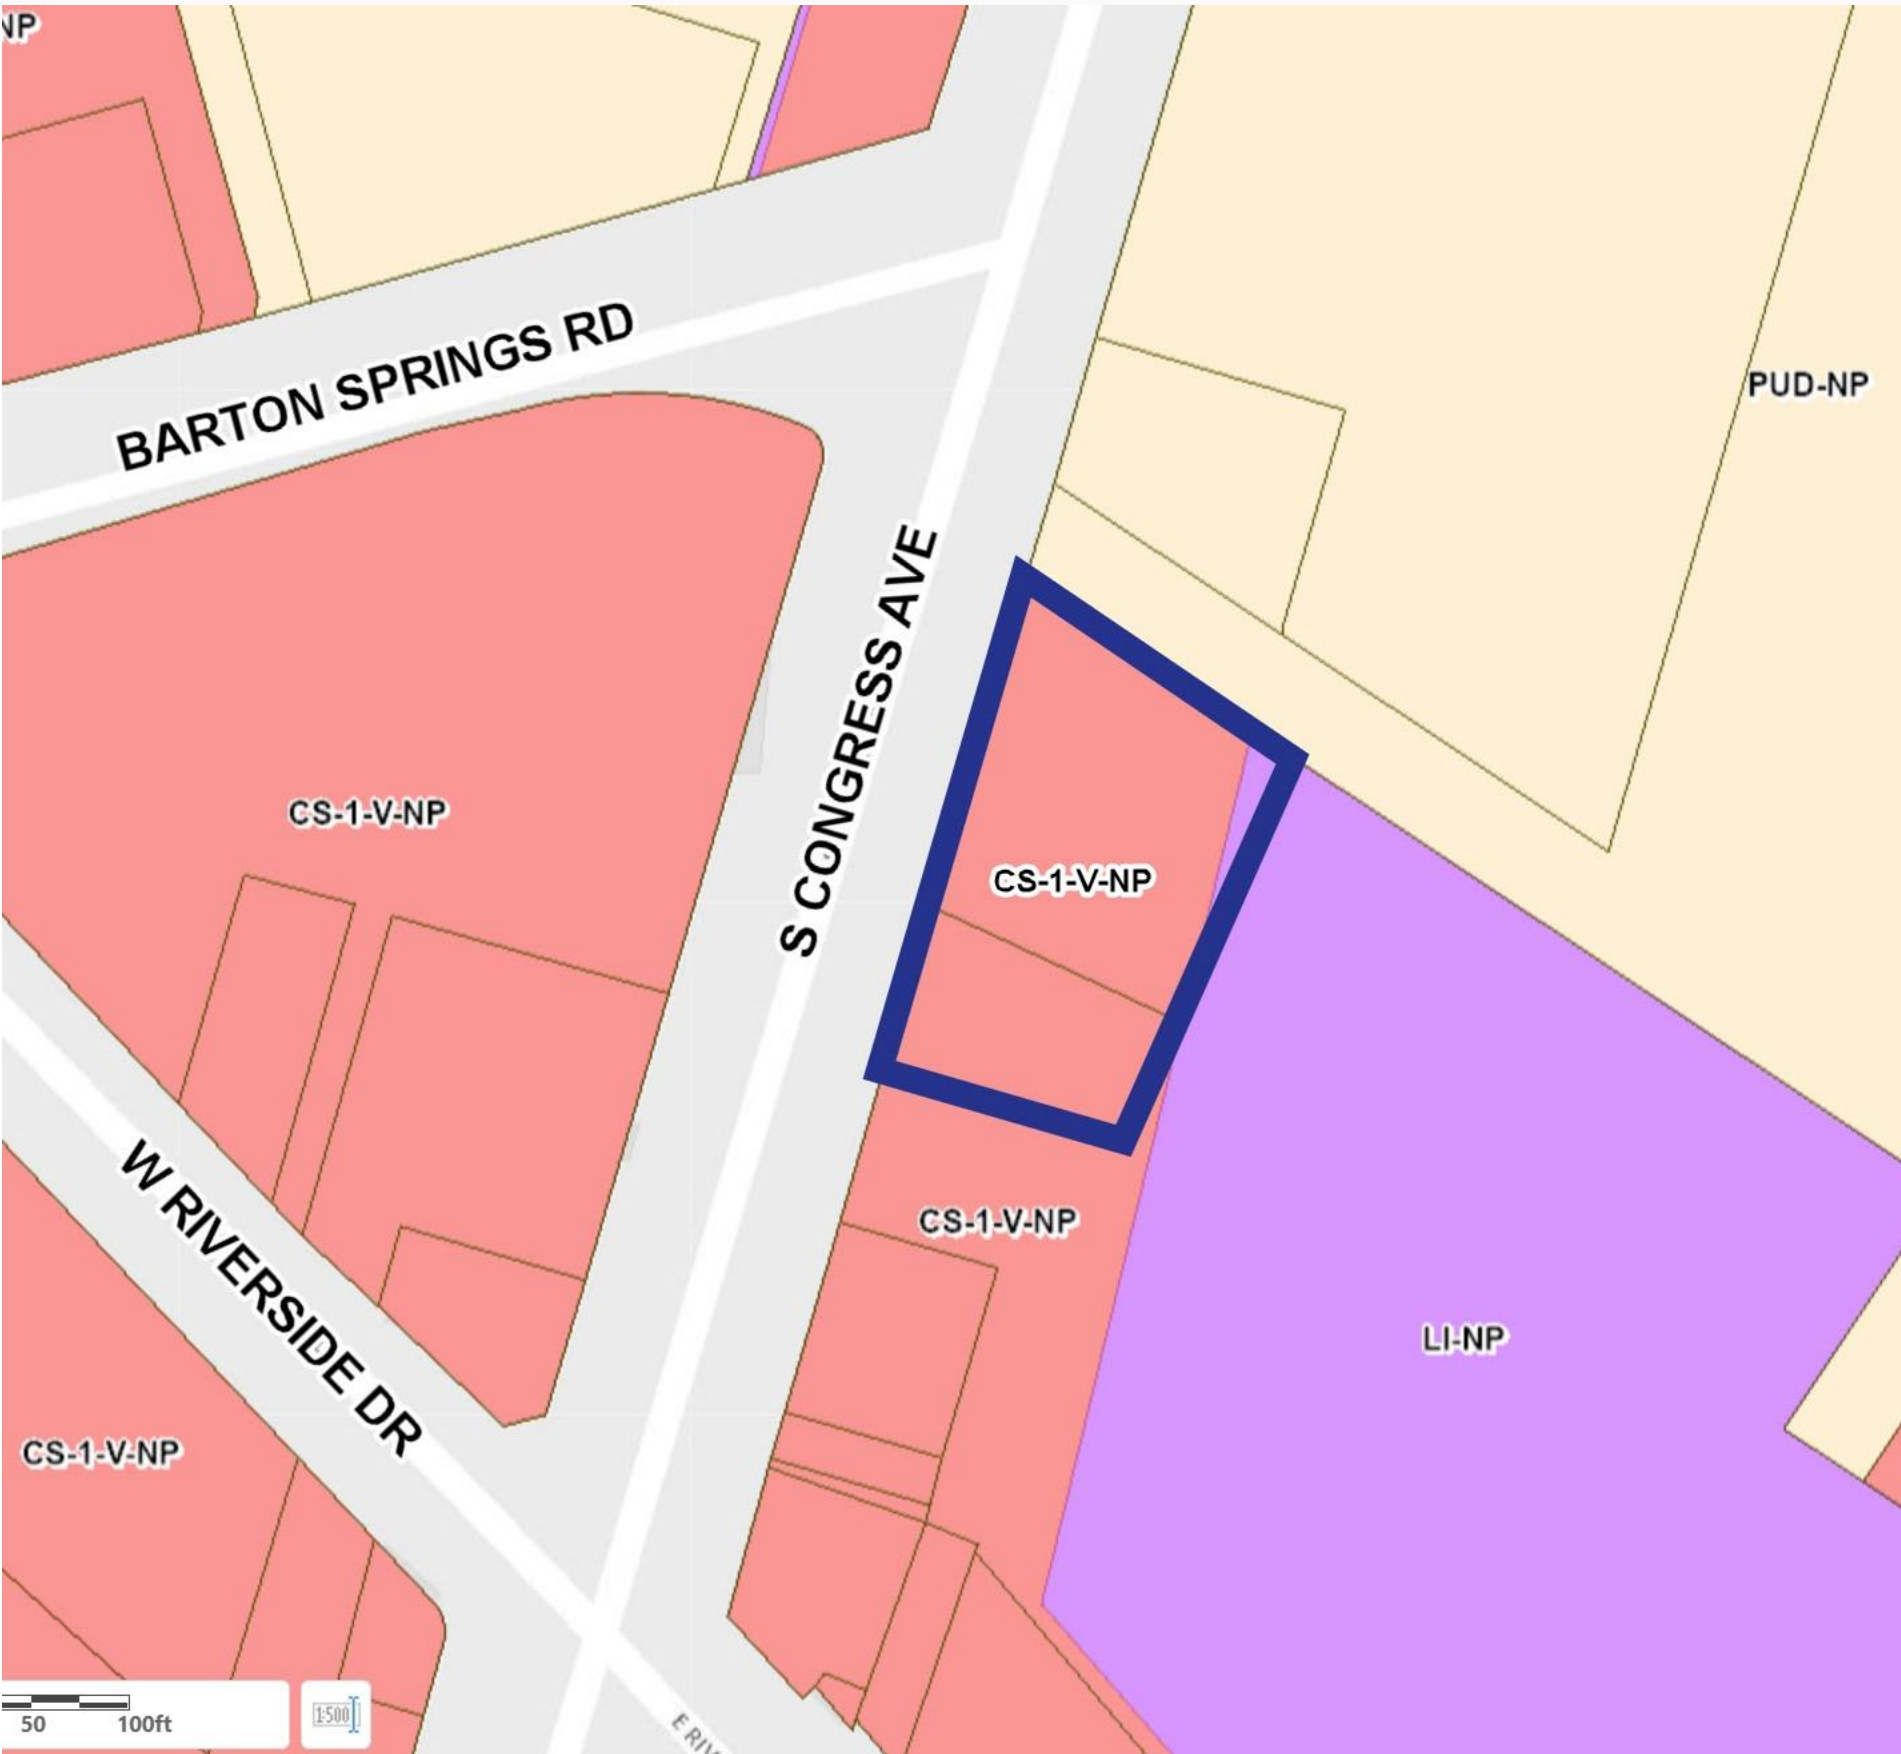 NP
PUD-NP
BARTON SPRINGS RD
S CONGRESS AVE
CS-1-V-NP
CS-1-V-NP
CS-1-V-NP
W RIVERSIDE DR
LI-NP
CS-1-V-NP
50 100ft
1:500
E RIV